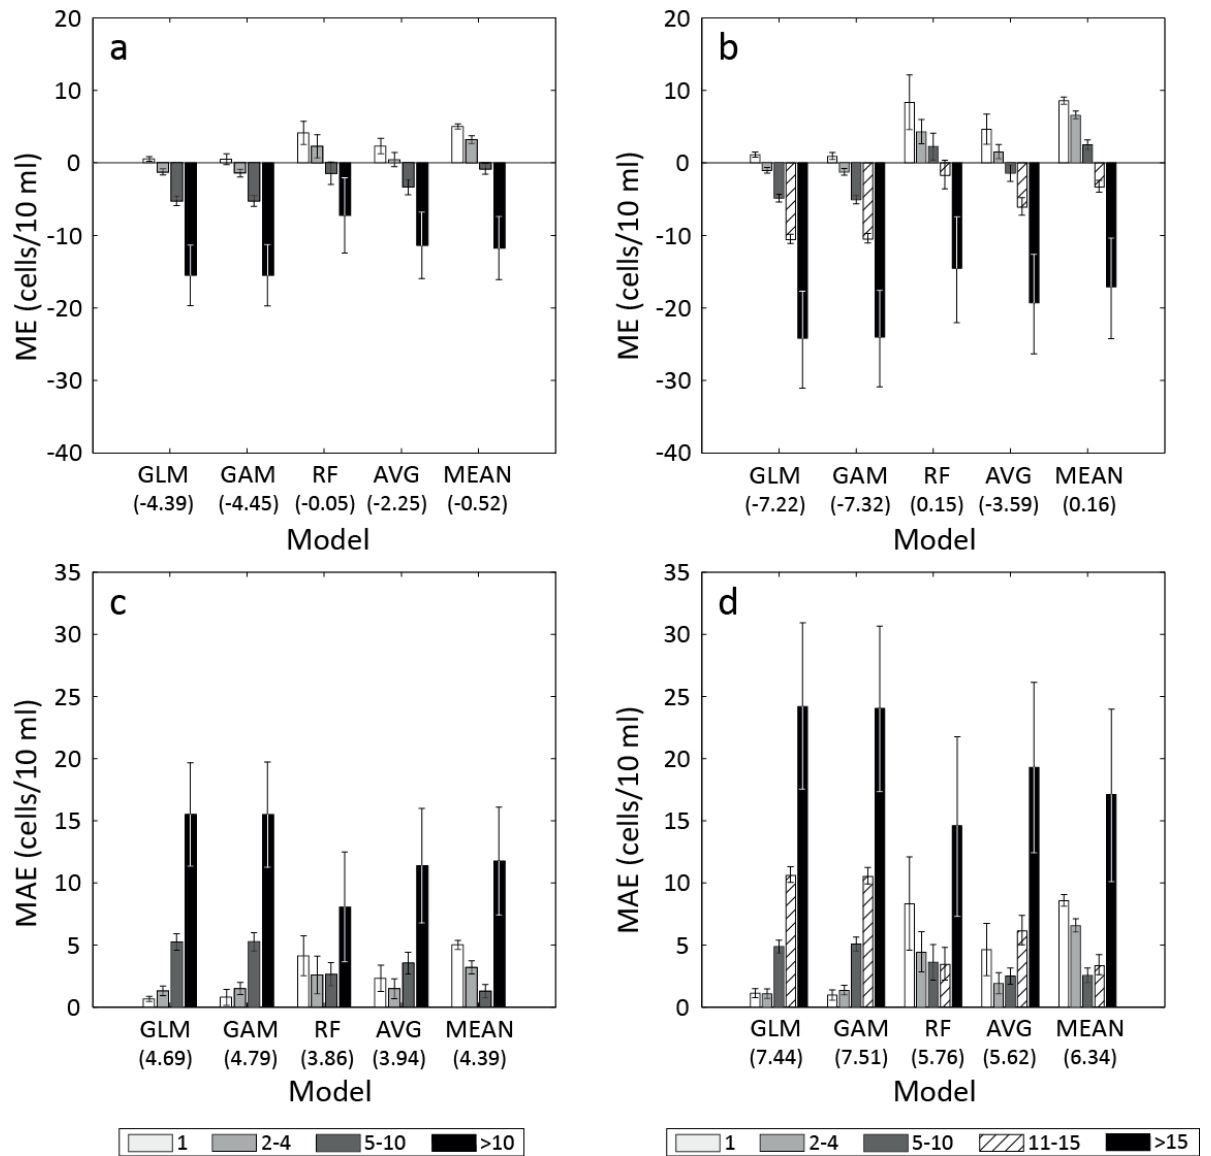 a
20
10
0
-10
-20
-30
-40
ME (cells/10 ml)
GLM GAM RF AVG MEAN
(-4.39) (-4.45) (-0.05) (-2.25) (-0.52)
Model
b
20
10
0
-10
-20
-30
-40
ME (cells/10 ml)
GLM GAM RF AVG MEAN
(-7.22) (-7.32) (0.15) (-3.59) (0.16)
Model
c
35
30
25
20
15
10
5
0
MAE (cells/10 ml)
GLM GAM RF AVG MEAN
(4.69) (4.79) (3.86) (3.94) (4.39)
Model
1 2-4 5-10 >10
d
35
30
25
20
15
10
5
0
MAE (cells/10 ml)
GLM GAM RF AVG MEAN
(7.44) (7.51) (5.76) (5.62) (6.34)
Model
1 2-4 5-10 11-15 >15